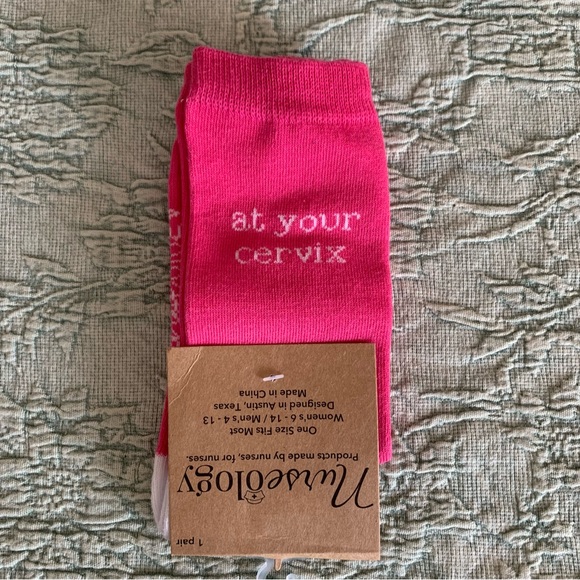 at your
cervix
1 pair
Nurseology
Products made by nurses, for nurses.
One Size Fits Most
Women's 6 - 14 / Men's 4 - 13
Designed in Austin, Texas
Made in China